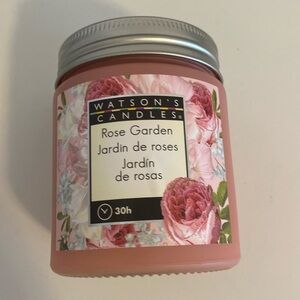 WATSON'S
CANDLES®
Rose Garden
Jardin de roses
Jardín
de rosas
30h